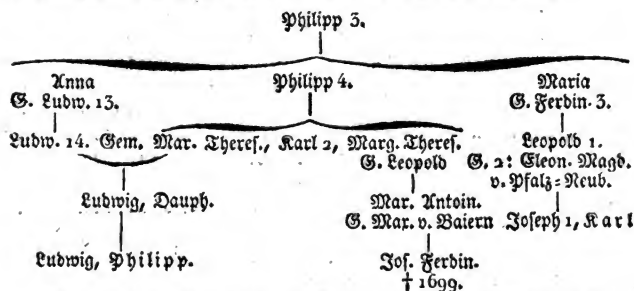 Philipp 3.
Anna Philipp 4. Maria
G. Ludw. 13. G. Ferdin. 3.
Ludw. 14. Gem. Mar. Theres., Karl 2, Marg. Theres. Leopold 1.
G. Leopold G. 2: Eleon. Magd.
v. Pfalz=Neub.
Ludwig, Dauph. Mar. Antoin.
G. Max. v. Baiern Joseph 1, Karl
Ludwig, Philipp. Jos. Ferdin.
† 1699.